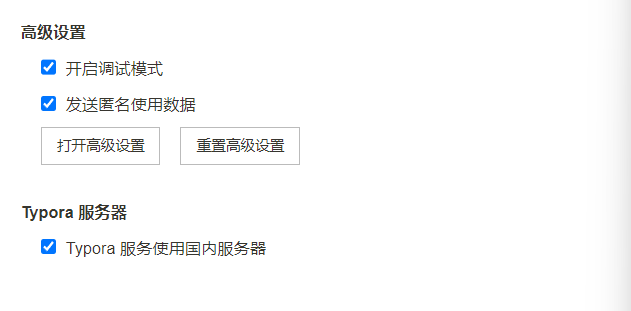 高级设置
开启调试模式
发送匿名使用数据
打开高级设置 重置高级设置
Typora 服务器
Typora 服务使用国内服务器